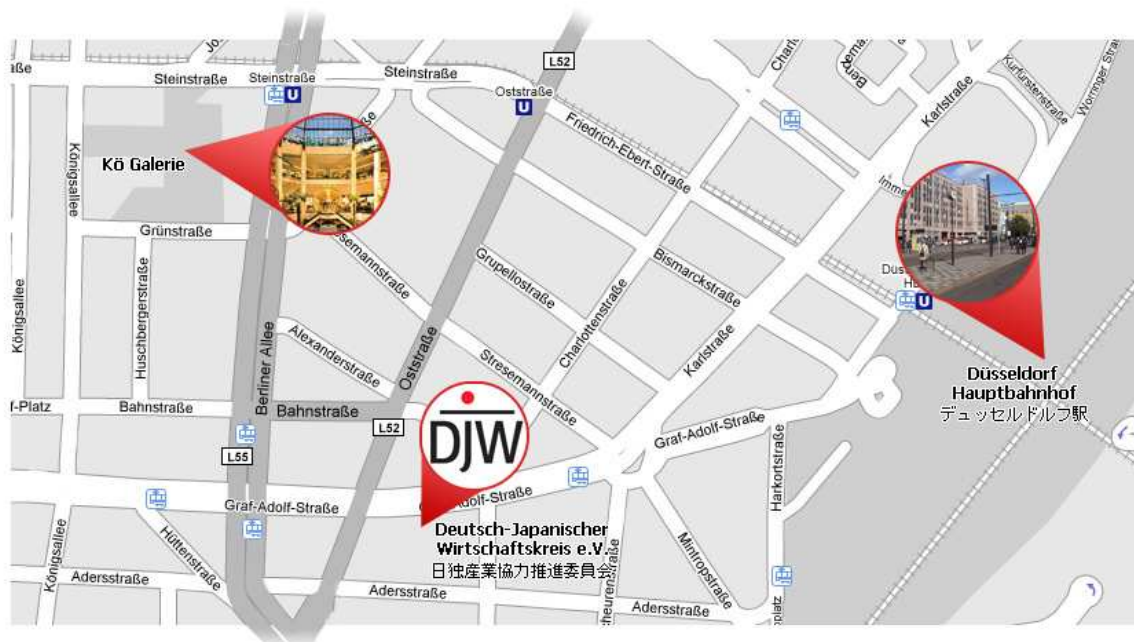 Steinstraße
Steinstraße
Steinstraße
Oststraße
U
U
L52
Karlstraße
Kurfürstenstraße
Kö Galerie
Königsallee
Friedrich-Ebert-Straße
Grünstraße
Huschbergerstraße
Königsallee
Berliner Allee
Alexanderstraße
Oststraße
Grupellostraße
Stresemannstraße
Charlottenstraße
Bismarckstraße
Karlstraße
U
Düsseldorf
Hauptbahnhof
デュッセルドルフ駅
Bahnstraße
Bahnstraße
L52
L55
DJW
Graf-Adolf-Straße
Harkortstraße
Graf-Adolf-Straße
Deutsch-Japanischer
Wirtschaftskreis e.V.
日独産業協力推進委員会
Königsallee
Hüttenstraße
Mintropstraße
Adersstraße
Adersstraße
Adersstraße